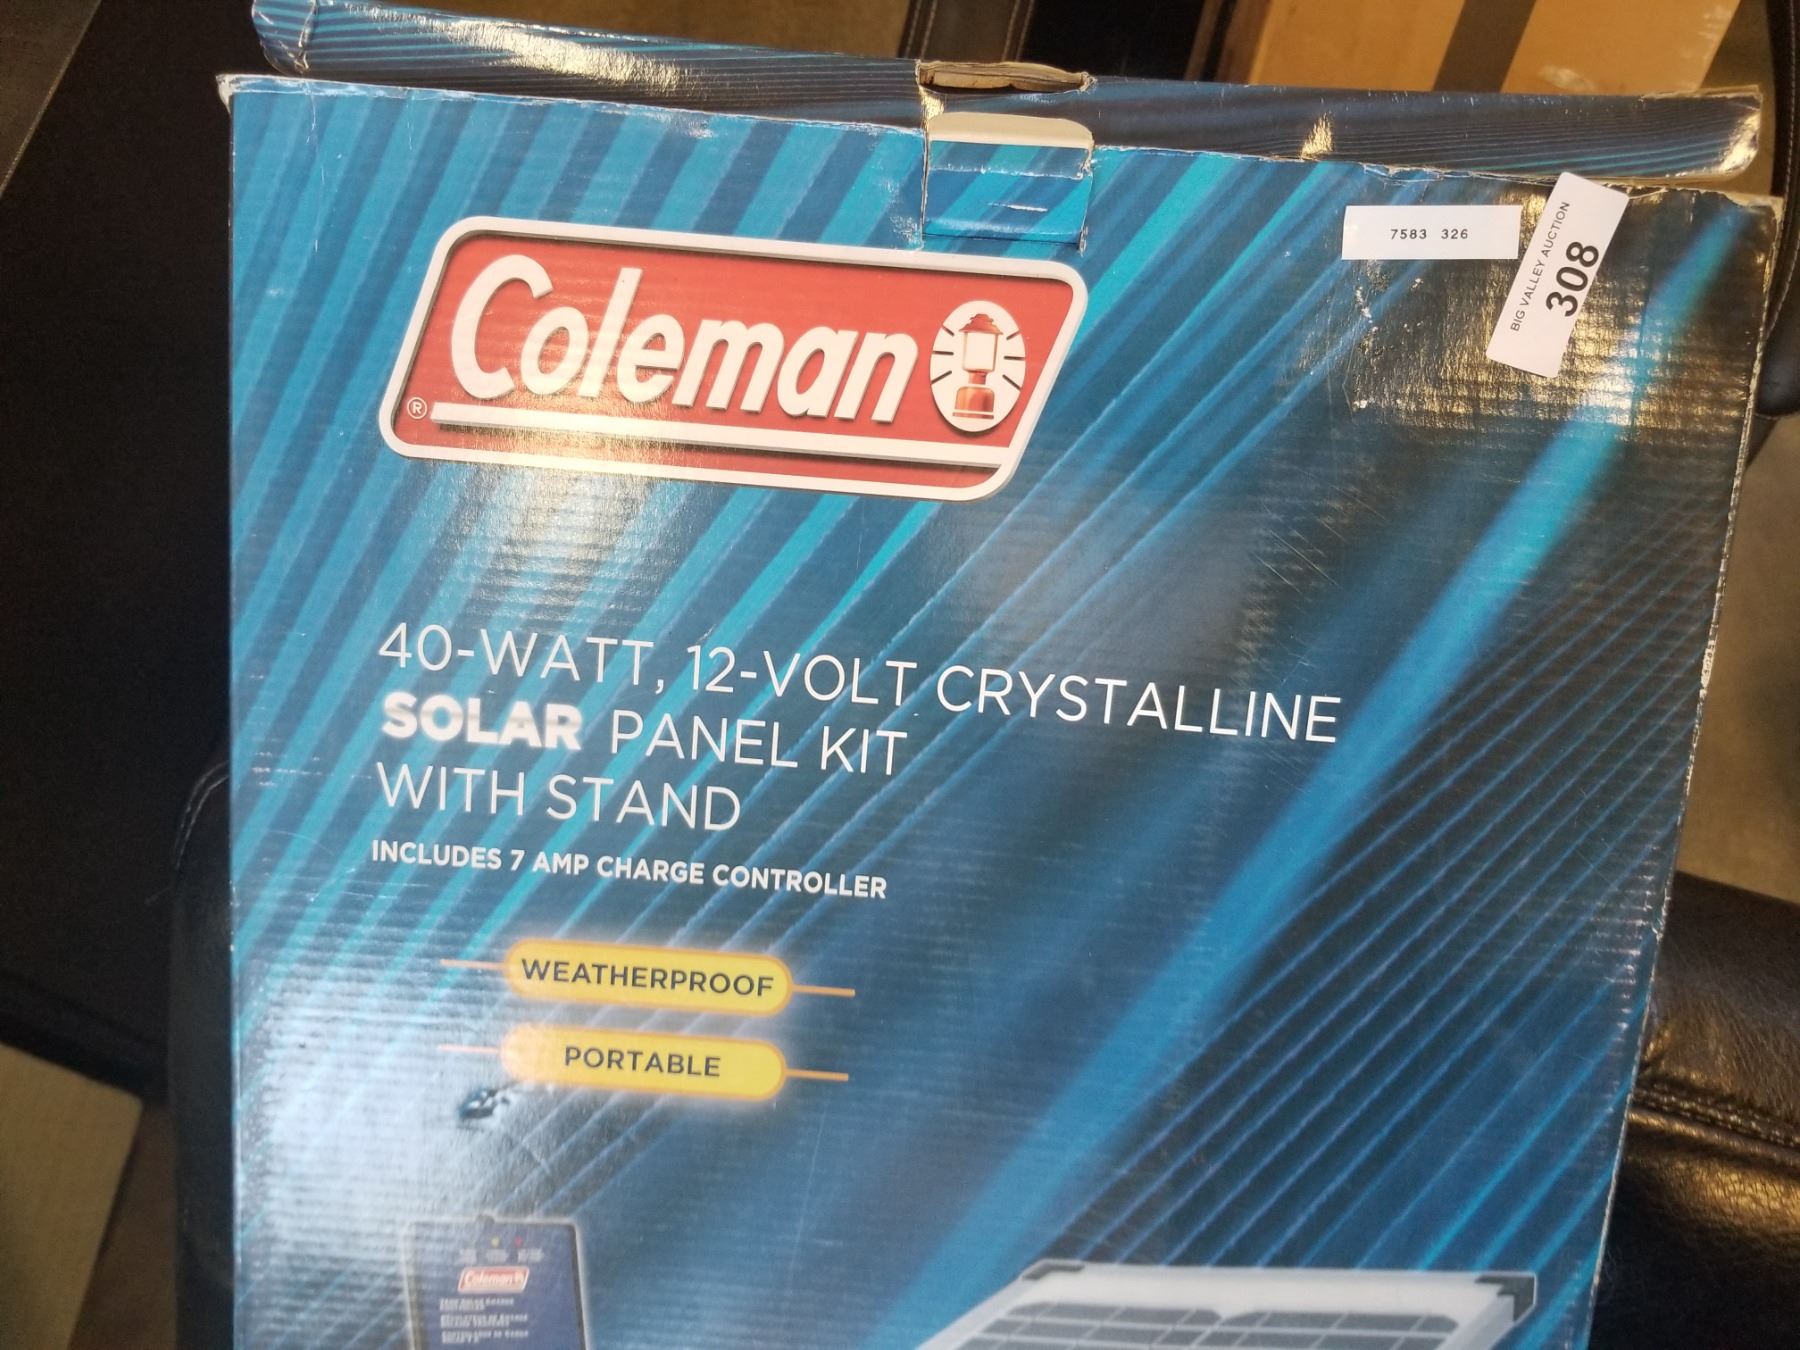 7583 326
BIG VALLEY AUCTION
308
Coleman
®
40-WATT, 12-VOLT CRYSTALLINE
SOLAR PANEL KIT
WITH STAND
INCLUDES 7 AMP CHARGE CONTROLLER
WEATHERPROOF
PORTABLE
Coleman